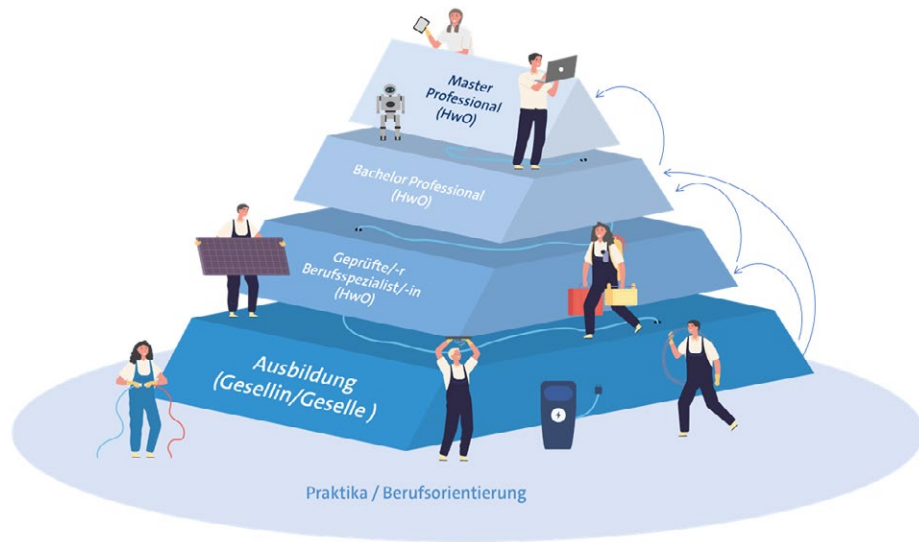 Master
Professional
(HwO)
Bachelor Professional
(HwO)
Geprüfte/-r
Berufsspezialist/-in
(HwO)
Ausbildung
(Gesellin/Geselle )
Praktika / Berufsorientierung